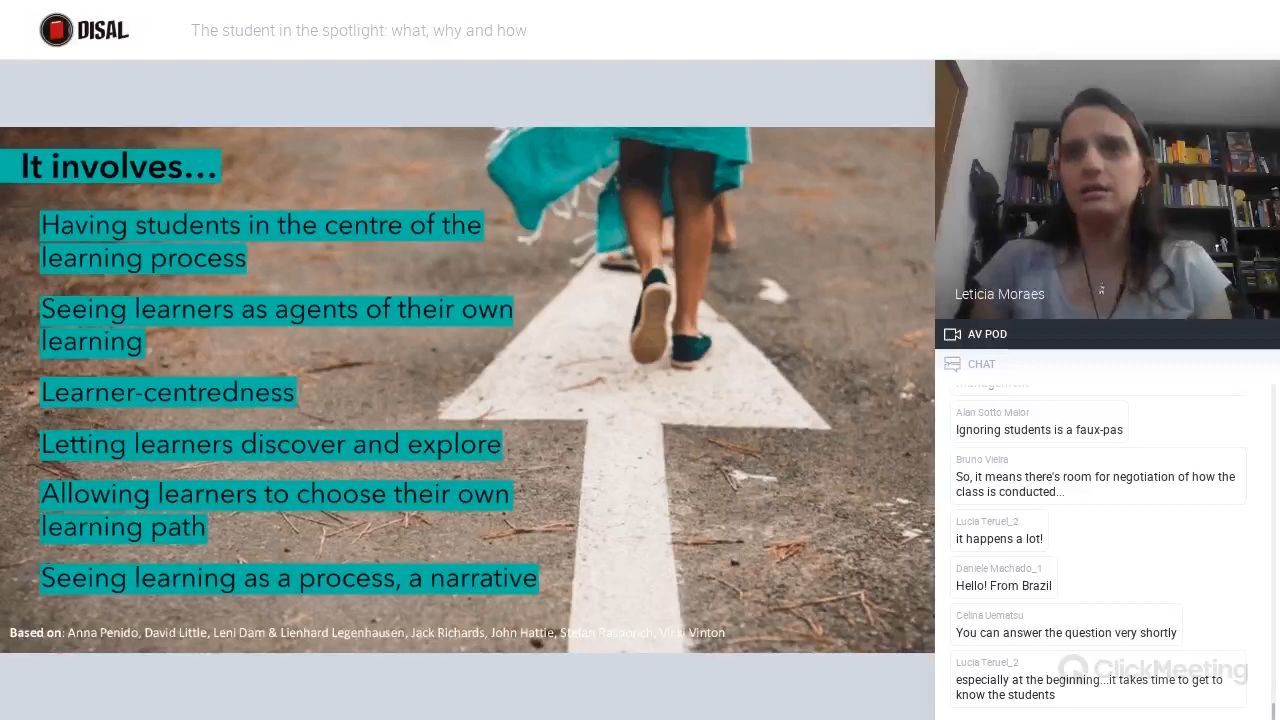 DISAL
The student in the spotlight: what, why and how
It involves...
Having students in the centre of the
learning process
Seeing learners as agents of their own
learning
Learner-centredness
Letting learners discover and explore
Allowing learners to choose their own
learning path
Seeing learning as a process, a narrative
Based on: Anna Penido, David Little, Leni Dam & Lienhard Legenhausen, Jack Richards, John Hattie, Stefan Rasporich, Vicki Vinton
Leticia Moraes
AV POD
CHAT
management
Alan Sotto Maior
Ignoring students is a faux-pas
Bruno Vieira
So, it means there's room for negotiation of how the
class is conducted...
Lucia Teruel_2
it happens a lot!
Daniele Machado_1
Hello! From Brazil
Celina Uematsu
You can answer the question very shortly
Lucia Teruel_2
especially at the beginning...it takes time to get to
know the students
ClickMeeting